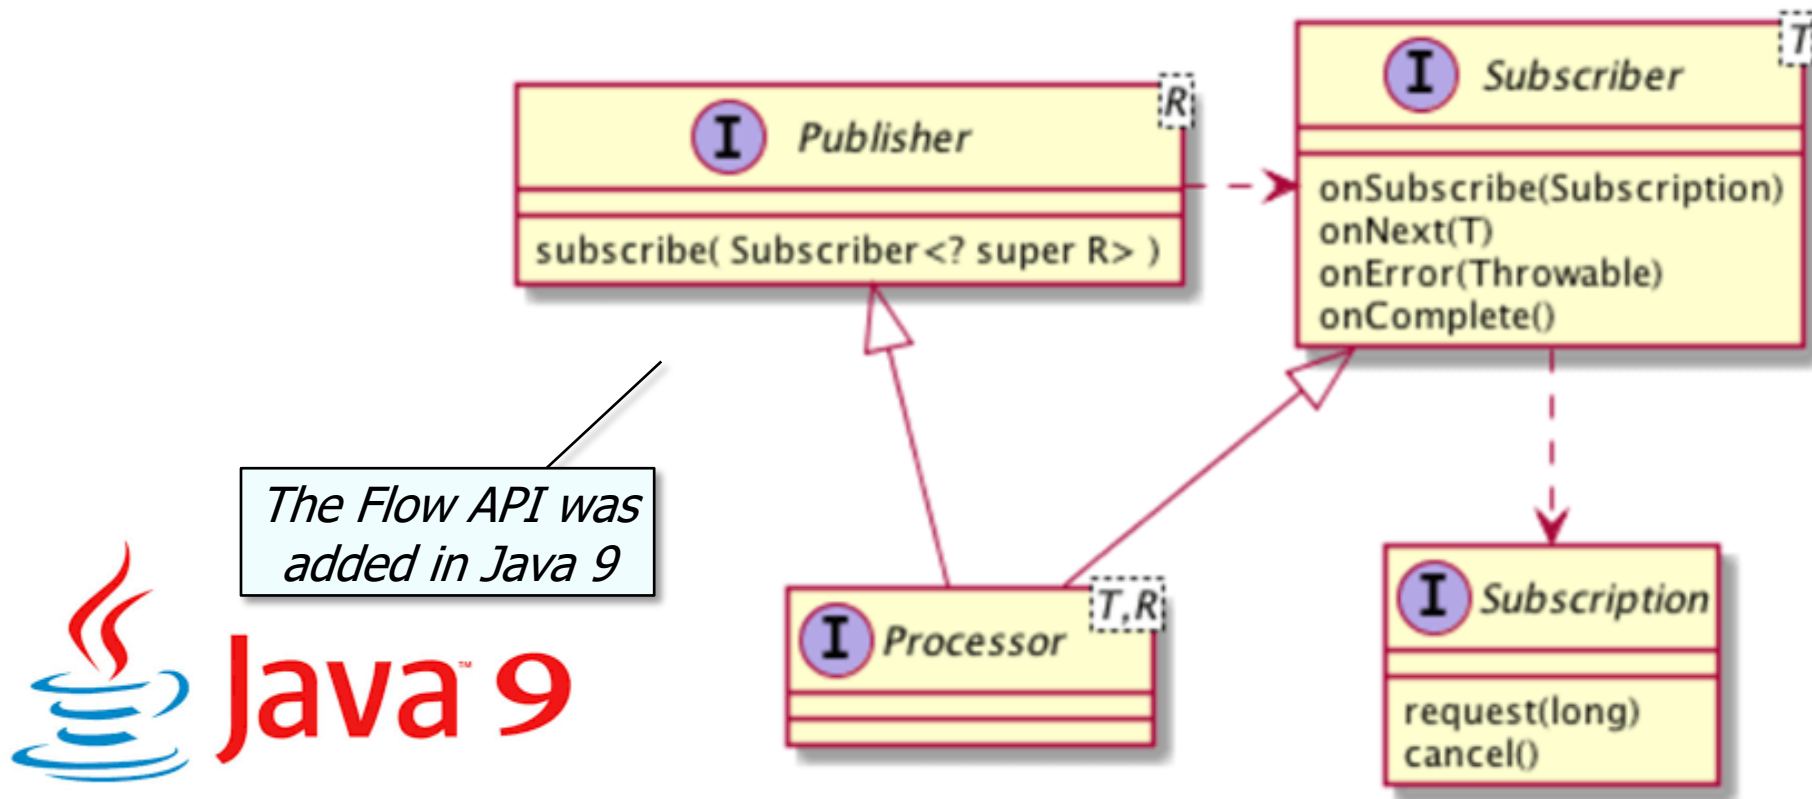 I Publisher
R
subscribe( Subscriber<? super R> )
I Subscriber
T
onSubscribe(Subscription)
onNext(T)
onError(Throwable)
onComplete()
The Flow API was
added in Java 9
Java™ 9
I Processor
T,R
I Subscription
request(long)
cancel()